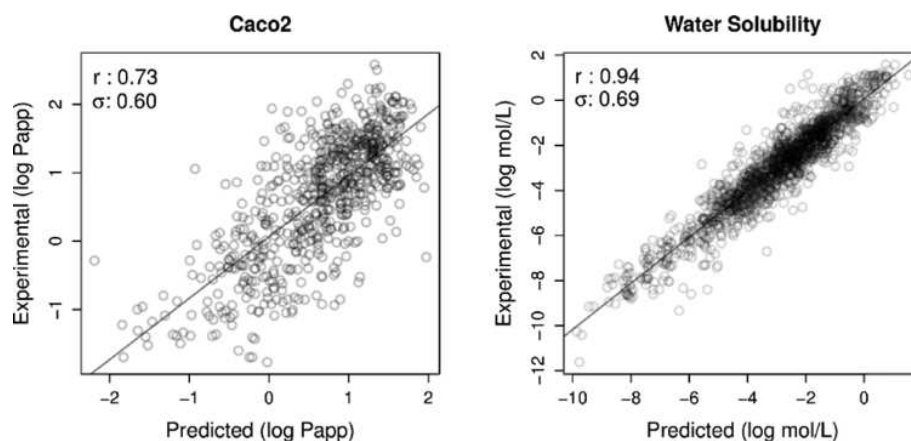 Caco2
r : 0.73
σ: 0.60
Experimental (log Papp)
2
1
0
−1
−2 −1 0 1 2
Predicted (log Papp)
Water Solubility
r : 0.94
σ: 0.69
Experimental (log mol/L)
2
0
−2
−4
−6
−8
−10
−12
−10 −8 −6 −4 −2 0
Predicted (log mol/L)